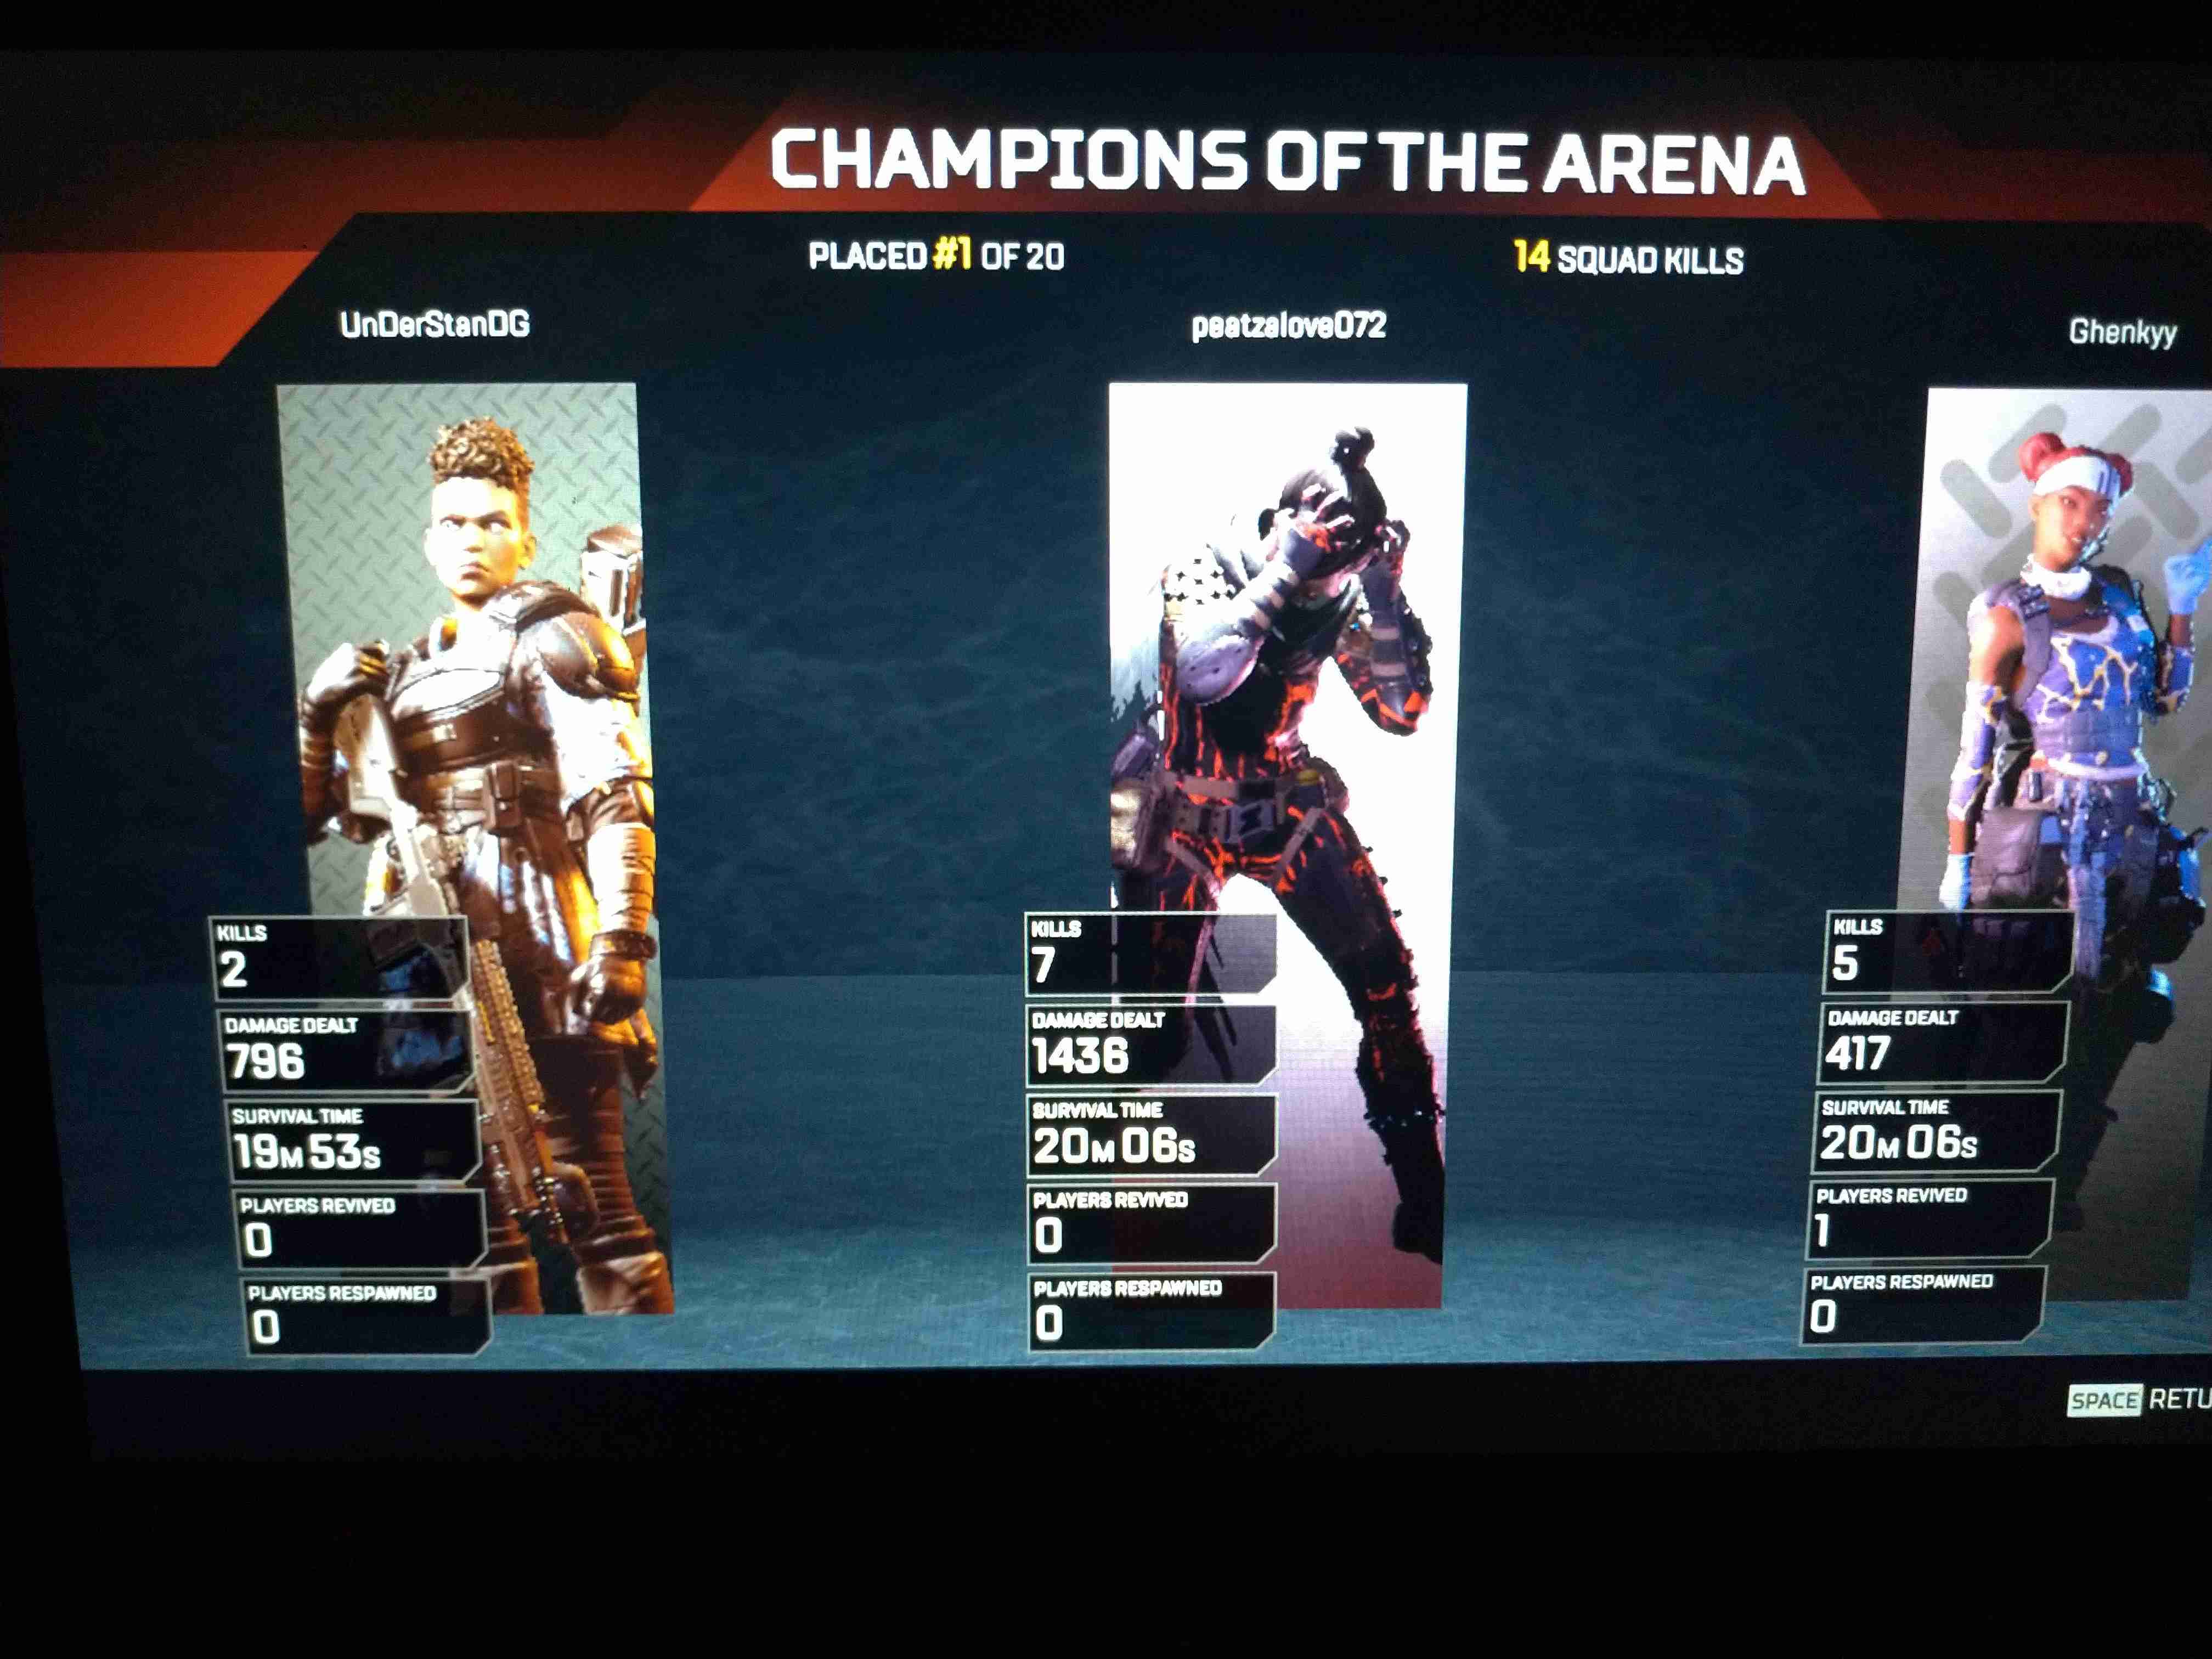 CHAMPIONS OF THE ARENA
PLACED #1 OF 20
14 SQUAD KILLS
UnDerStanDG
peatzalove072
Ghenkyy
KILLS
2
DAMAGE DEALT
796
SURVIVAL TIME
19M 53S
PLAYERS REVIVED
0
PLAYERS RESPAWNED
0
KILLS
7
DAMAGE DEALT
1436
SURVIVAL TIME
20M 06S
PLAYERS REVIVED
0
PLAYERS RESPAWNED
0
KILLS
5
DAMAGE DEALT
417
SURVIVAL TIME
20M 06S
PLAYERS REVIVED
1
PLAYERS RESPAWNED
0
SPACE RETU